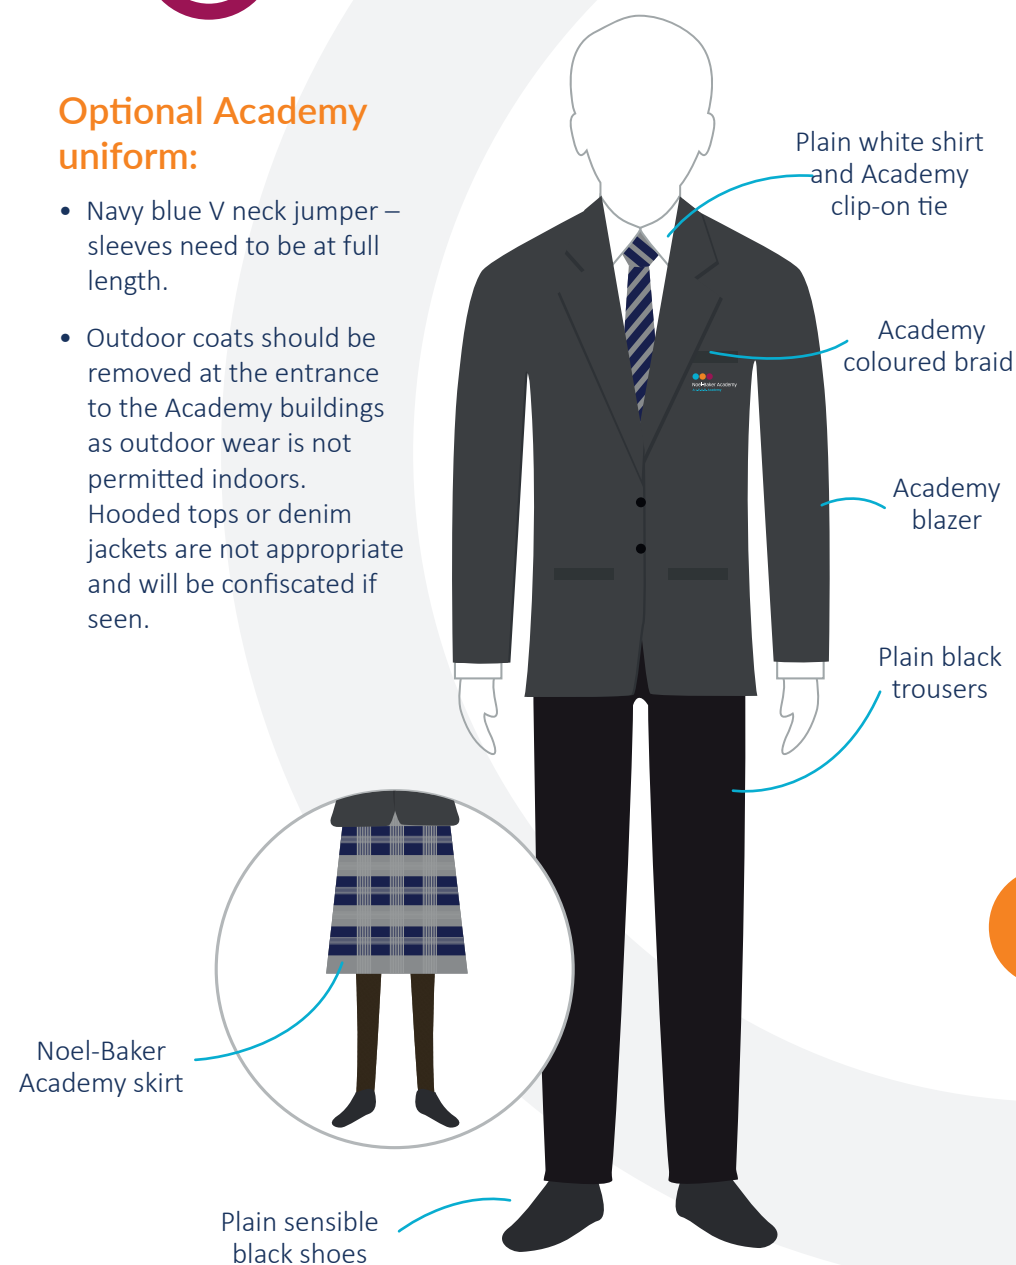 Optional Academy
uniform:
• Navy blue V neck jumper –
sleeves need to be at full
length.
• Outdoor coats should be
removed at the entrance
to the Academy buildings
as outdoor wear is not
permitted indoors.
Hooded tops or denim
jackets are not appropriate
and will be confiscated if
seen.
Plain white shirt
and Academy
clip-on tie
Academy
coloured braid
Noel-Baker Academy
Academy
blazer
Plain black
trousers
Noel-Baker
Academy skirt
Plain sensible
black shoes